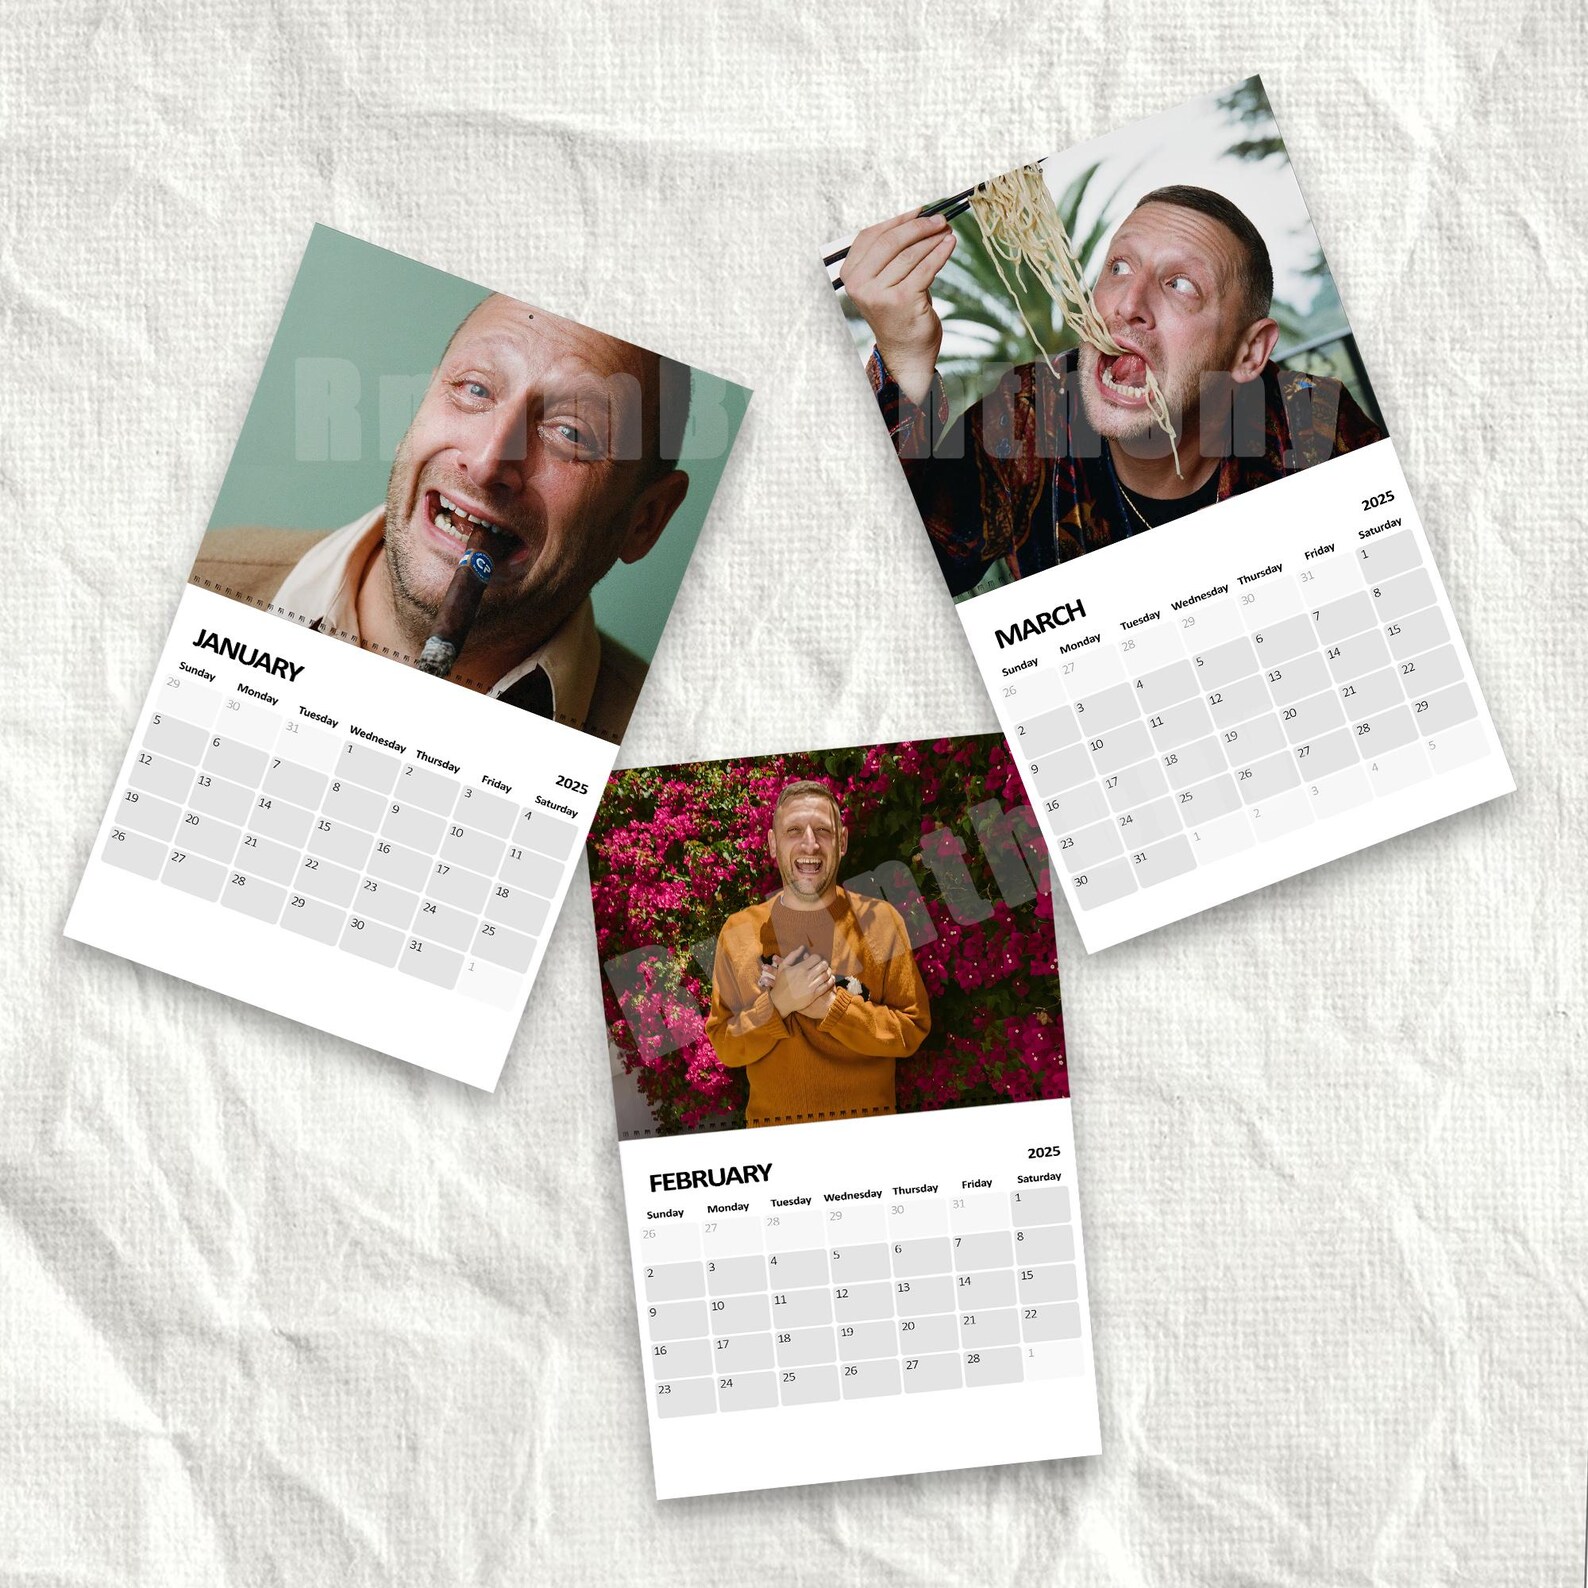 CP
JANUARY
2025
Sunday Monday Tuesday Wednesday Thursday Friday Saturday
29 30 31 1 2 3 4
5 6 7 8 9 10 11
12 13 14 15 16 17 18
19 20 21 22 23 24 25
26 27 28 29 30 31 1
MARCH
2025
Sunday Monday Tuesday Wednesday Thursday Friday Saturday
26 27 28 29 30 31 1
2 3 4 5 6 7 8
9 10 11 12 13 14 15
16 17 18 19 20 21 22
23 24 25 26 27 28 29
30 31 1 2 3 4 5
FEBRUARY
2025
Sunday Monday Tuesday Wednesday Thursday Friday Saturday
26 27 28 29 30 31 1
2 3 4 5 6 7 8
9 10 11 12 13 14 15
16 17 18 19 20 21 22
23 24 25 26 27 28 1